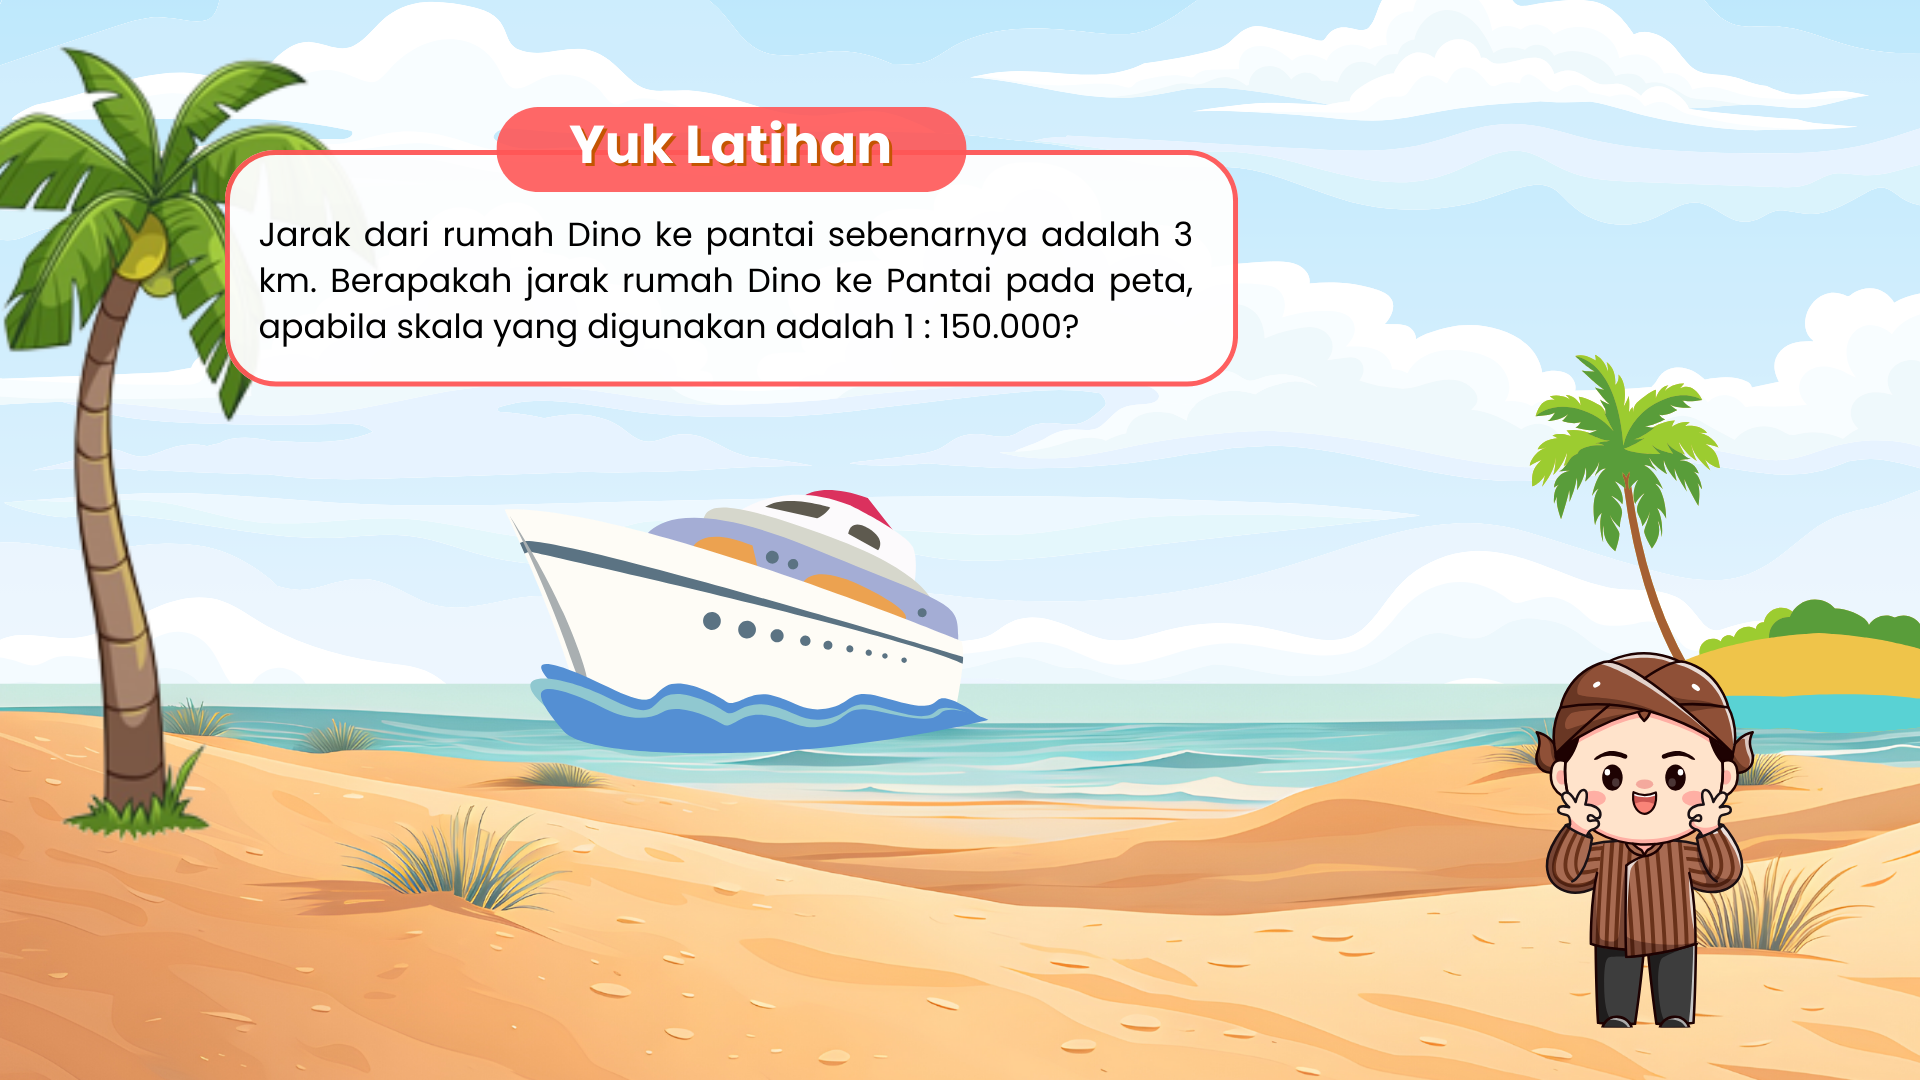 Yuk Latihan
Jarak dari rumah Dino ke pantai sebenarnya adalah 3
km. Berapakah jarak rumah Dino ke Pantai pada peta,
apabila skala yang digunakan adalah 1 : 150.000?